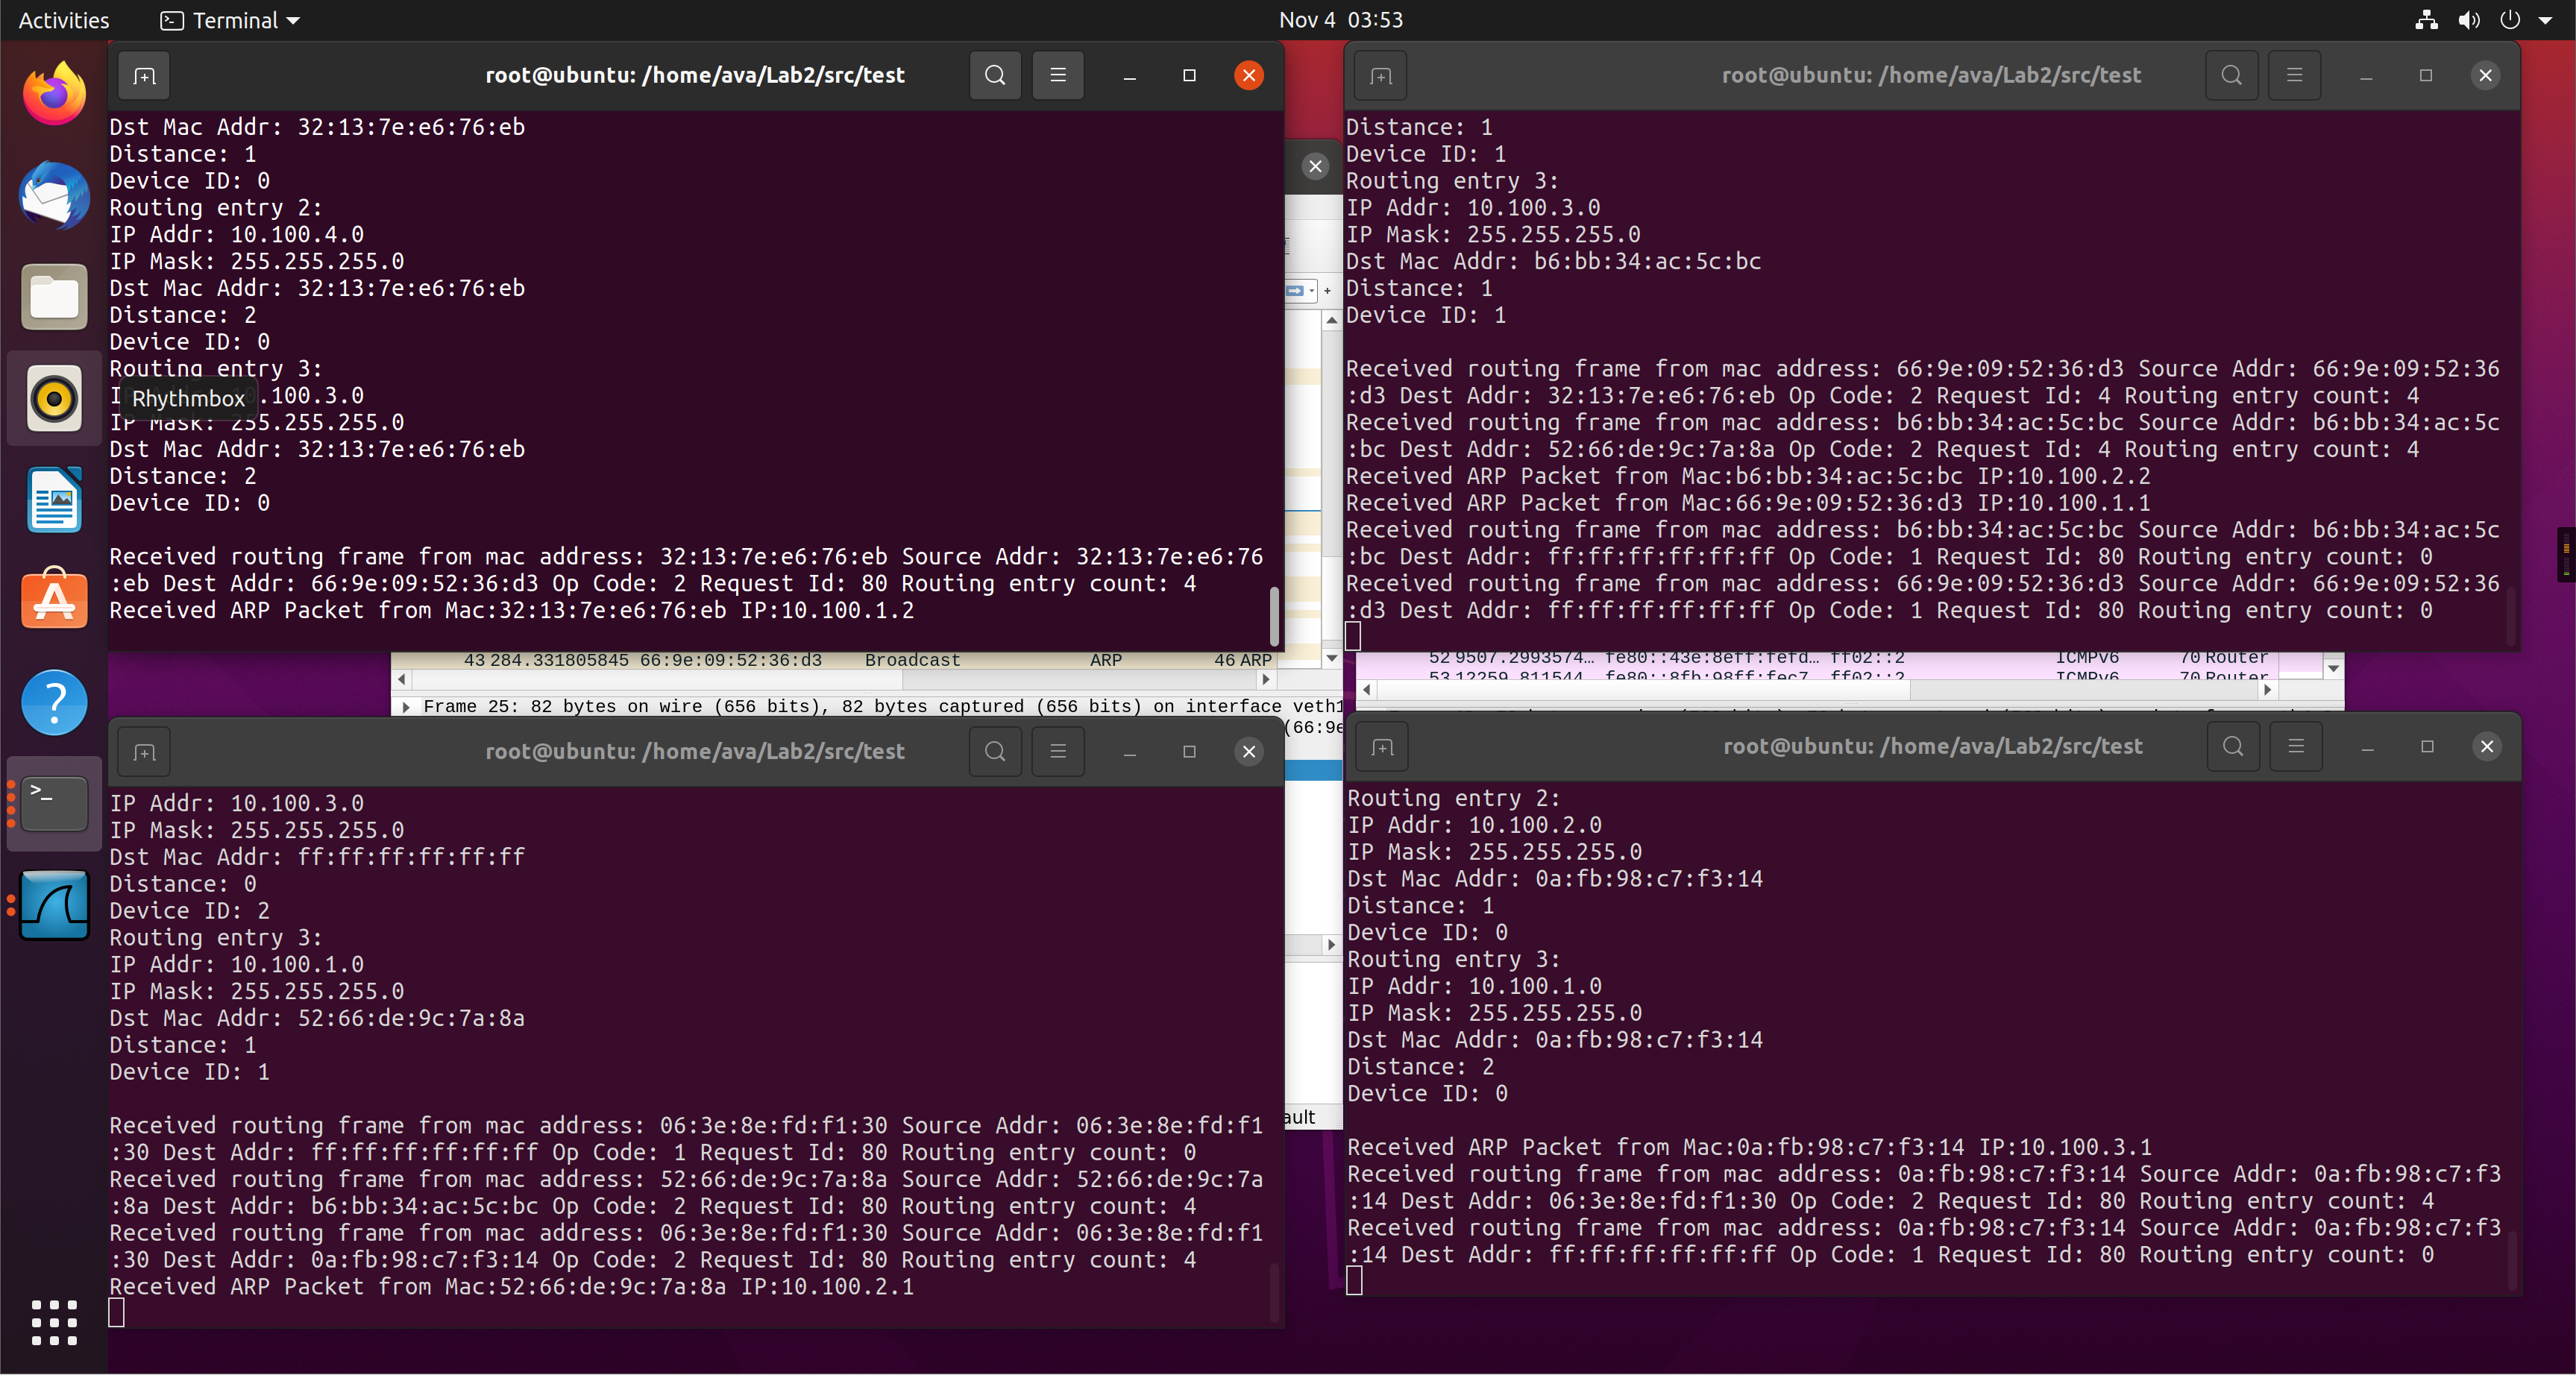 Activities
Terminal
Nov 4 03:53
root@ubuntu: /home/ava/Lab2/src/test
Dst Mac Addr: 32:13:7e:e6:76:eb
Distance: 1
Device ID: 0
Routing entry 2:
IP Addr: 10.100.4.0
IP Mask: 255.255.255.0
Dst Mac Addr: 32:13:7e:e6:76:eb
Distance: 2
Device ID: 0
Routing entry 3:
.100.3.0
Rhythmbox
IP Mask: 255.255.255.0
Dst Mac Addr: 32:13:7e:e6:76:eb
Distance: 2
Device ID: 0
Received routing frame from mac address: 32:13:7e:e6:76:eb Source Addr: 32:13:7e:e6:76
:eb Dest Addr: 66:9e:09:52:36:d3 Op Code: 2 Request Id: 80 Routing entry count: 4
Received ARP Packet from Mac:32:13:7e:e6:76:eb IP:10.100.1.2
root@ubuntu: /home/ava/Lab2/src/test
Distance: 1
Device ID: 1
Routing entry 3:
IP Addr: 10.100.3.0
IP Mask: 255.255.255.0
Dst Mac Addr: b6:bb:34:ac:5c:bc
Distance: 1
Device ID: 1
Received routing frame from mac address: 66:9e:09:52:36:d3 Source Addr: 66:9e:09:52:36
:d3 Dest Addr: 32:13:7e:e6:76:eb Op Code: 2 Request Id: 4 Routing entry count: 4
Received routing frame from mac address: b6:bb:34:ac:5c:bc Source Addr: b6:bb:34:ac:5c
:bc Dest Addr: 52:66:de:9c:7a:8a Op Code: 2 Request Id: 4 Routing entry count: 4
Received ARP Packet from Mac:b6:bb:34:ac:5c:bc IP:10.100.2.2
Received ARP Packet from Mac:66:9e:09:52:36:d3 IP:10.100.1.1
Received routing frame from mac address: b6:bb:34:ac:5c:bc Source Addr: b6:bb:34:ac:5c
:bc Dest Addr: ff:ff:ff:ff:ff:ff Op Code: 1 Request Id: 80 Routing entry count: 0
Received routing frame from mac address: 66:9e:09:52:36:d3 Source Addr: 66:9e:09:52:36
:d3 Dest Addr: ff:ff:ff:ff:ff:ff Op Code: 1 Request Id: 80 Routing entry count: 0
43 284.331805845 66:9e:09:52:36:d3 Broadcast ARP 46 ARP
Frame 25: 82 bytes on wire (656 bits), 82 bytes captured (656 bits) on interface veth1
(66:9e
52 9507.2993574… fe80::43e:8eff:fefd… ff02::2 ICMPv6 70 Router
53 12259.811544… fe80::8fb:98ff:fec7… ff02::2 ICMPv6 70 Router
root@ubuntu: /home/ava/Lab2/src/test
IP Addr: 10.100.3.0
IP Mask: 255.255.255.0
Dst Mac Addr: ff:ff:ff:ff:ff:ff
Distance: 0
Device ID: 2
Routing entry 3:
IP Addr: 10.100.1.0
IP Mask: 255.255.255.0
Dst Mac Addr: 52:66:de:9c:7a:8a
Distance: 1
Device ID: 1
Received routing frame from mac address: 06:3e:8e:fd:f1:30 Source Addr: 06:3e:8e:fd:f1
:30 Dest Addr: ff:ff:ff:ff:ff:ff Op Code: 1 Request Id: 80 Routing entry count: 0
Received routing frame from mac address: 52:66:de:9c:7a:8a Source Addr: 52:66:de:9c:7a
:8a Dest Addr: b6:bb:34:ac:5c:bc Op Code: 2 Request Id: 80 Routing entry count: 4
Received routing frame from mac address: 06:3e:8e:fd:f1:30 Source Addr: 06:3e:8e:fd:f1
:30 Dest Addr: 0a:fb:98:c7:f3:14 Op Code: 2 Request Id: 80 Routing entry count: 4
Received ARP Packet from Mac:52:66:de:9c:7a:8a IP:10.100.2.1
ault
root@ubuntu: /home/ava/Lab2/src/test
Routing entry 2:
IP Addr: 10.100.2.0
IP Mask: 255.255.255.0
Dst Mac Addr: 0a:fb:98:c7:f3:14
Distance: 1
Device ID: 0
Routing entry 3:
IP Addr: 10.100.1.0
IP Mask: 255.255.255.0
Dst Mac Addr: 0a:fb:98:c7:f3:14
Distance: 2
Device ID: 0
Received ARP Packet from Mac:0a:fb:98:c7:f3:14 IP:10.100.3.1
Received routing frame from mac address: 0a:fb:98:c7:f3:14 Source Addr: 0a:fb:98:c7:f3
:14 Dest Addr: 06:3e:8e:fd:f1:30 Op Code: 2 Request Id: 80 Routing entry count: 4
Received routing frame from mac address: 0a:fb:98:c7:f3:14 Source Addr: 0a:fb:98:c7:f3
:14 Dest Addr: ff:ff:ff:ff:ff:ff Op Code: 1 Request Id: 80 Routing entry count: 0